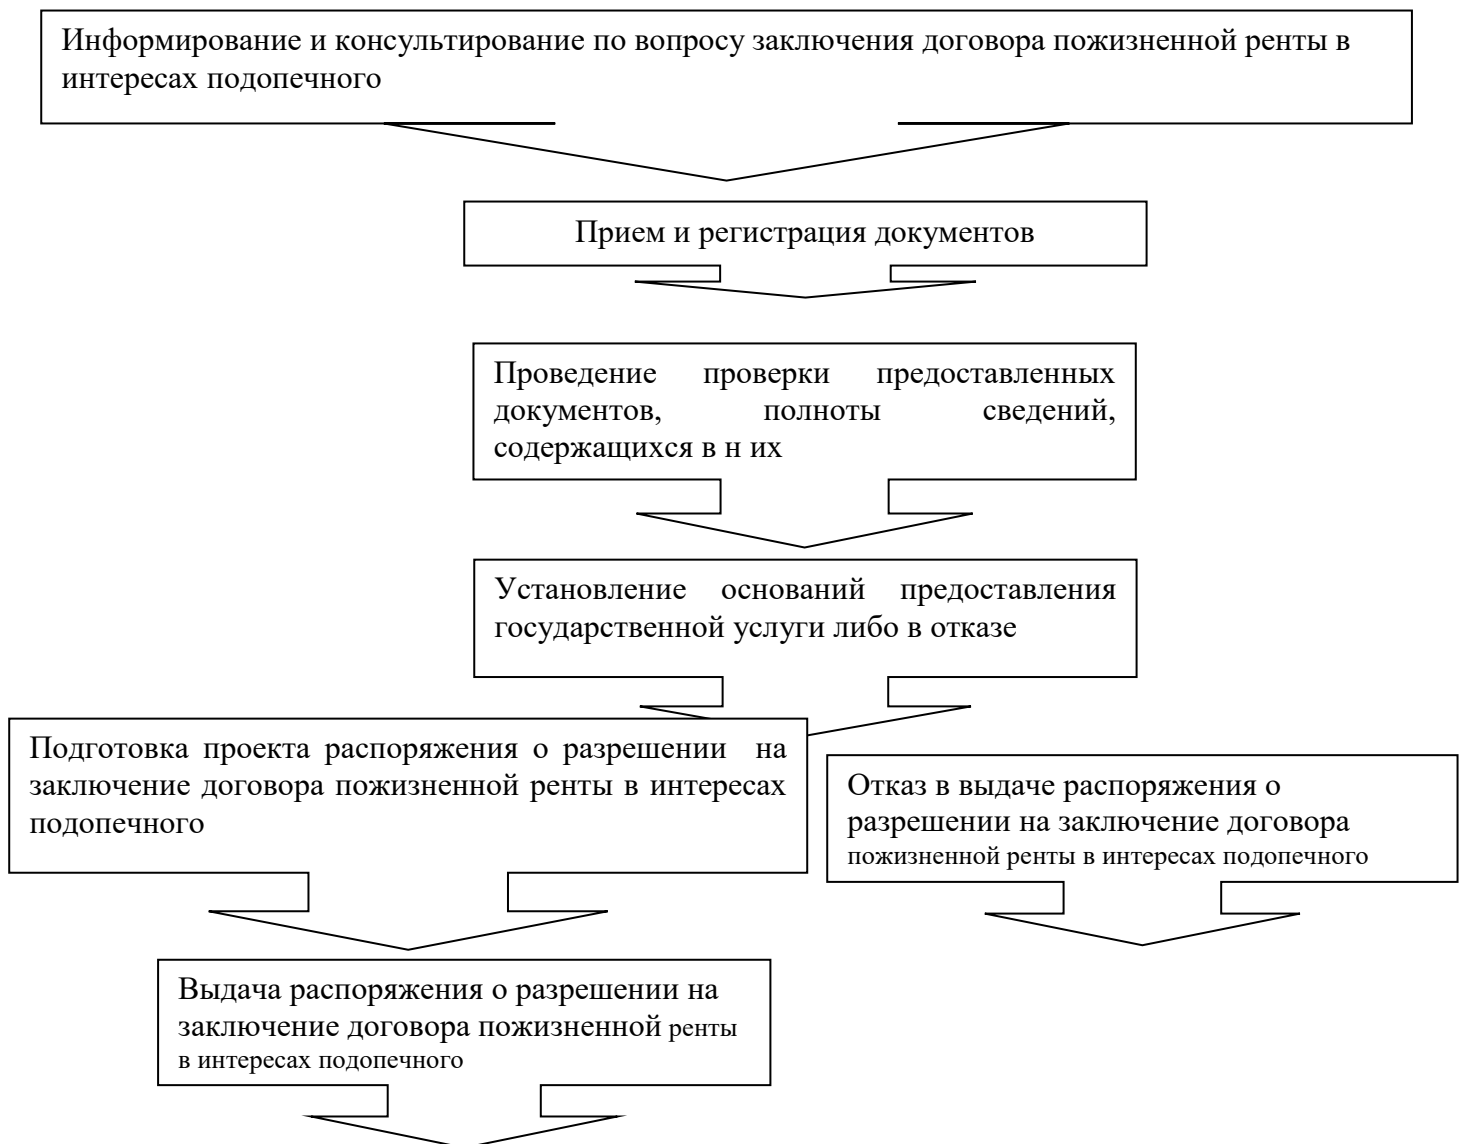 Информирование и консультирование по вопросу заключения договора пожизненной ренты в
интересах подопечного
Прием и регистрация документов
Проведение проверки предоставленных
документов, полноты сведений,
содержащихся в н их
Установление оснований предоставления
государственной услуги либо в отказе
Подготовка проекта распоряжения о разрешении на
заключение договора пожизненной ренты в интересах
подопечного
Отказ в выдаче распоряжения о
разрешении на заключение договора
пожизненной ренты в интересах подопечного
Выдача распоряжения о разрешении на
заключение договора пожизненной ренты
в интересах подопечного